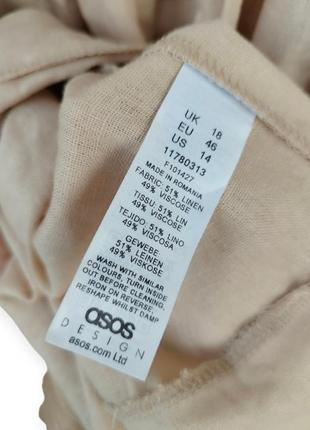 UK 18
EU 46
US 14
11780313
F101427
MADE IN ROMANIA
FABRIC: 51% LINEN
49% VISCOSE
TISSU: 51% LIN
49% VISCOSE
TEJIDO: 51% LINO
49% VISCOSA
GEWEBE:
51% LEINEN
49% VISKOSE
WASH WITH SIMILAR
COLOURS, TURN INSIDE
OUT BEFORE CLEANING,
IRON ON REVERSE,
RESHAPE WHILST DAMP
asos
DESIGN
asos.com Ltd